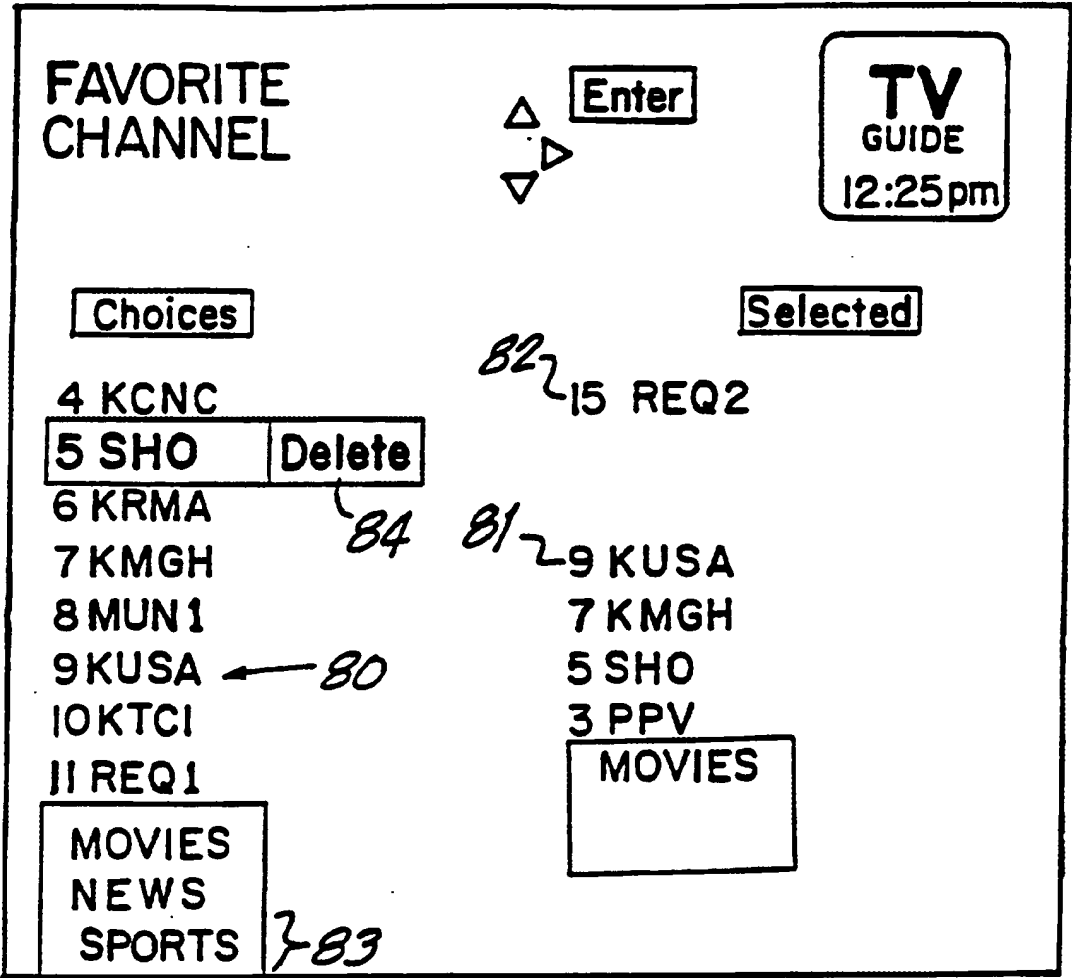 FAVORITE
CHANNEL
Enter
TV
GUIDE
12:25pm
Choices
Selected
4 KCNC
5 SHO Delete
6 KRMA
7 KMGH
8 MUN1
9 KUSA
10 KTCI
11 REQ1
MOVIES
NEWS
SPORTS
84
80
83
82
15 REQ2
81
9 KUSA
7 KMGH
5 SHO
3 PPV
MOVIES